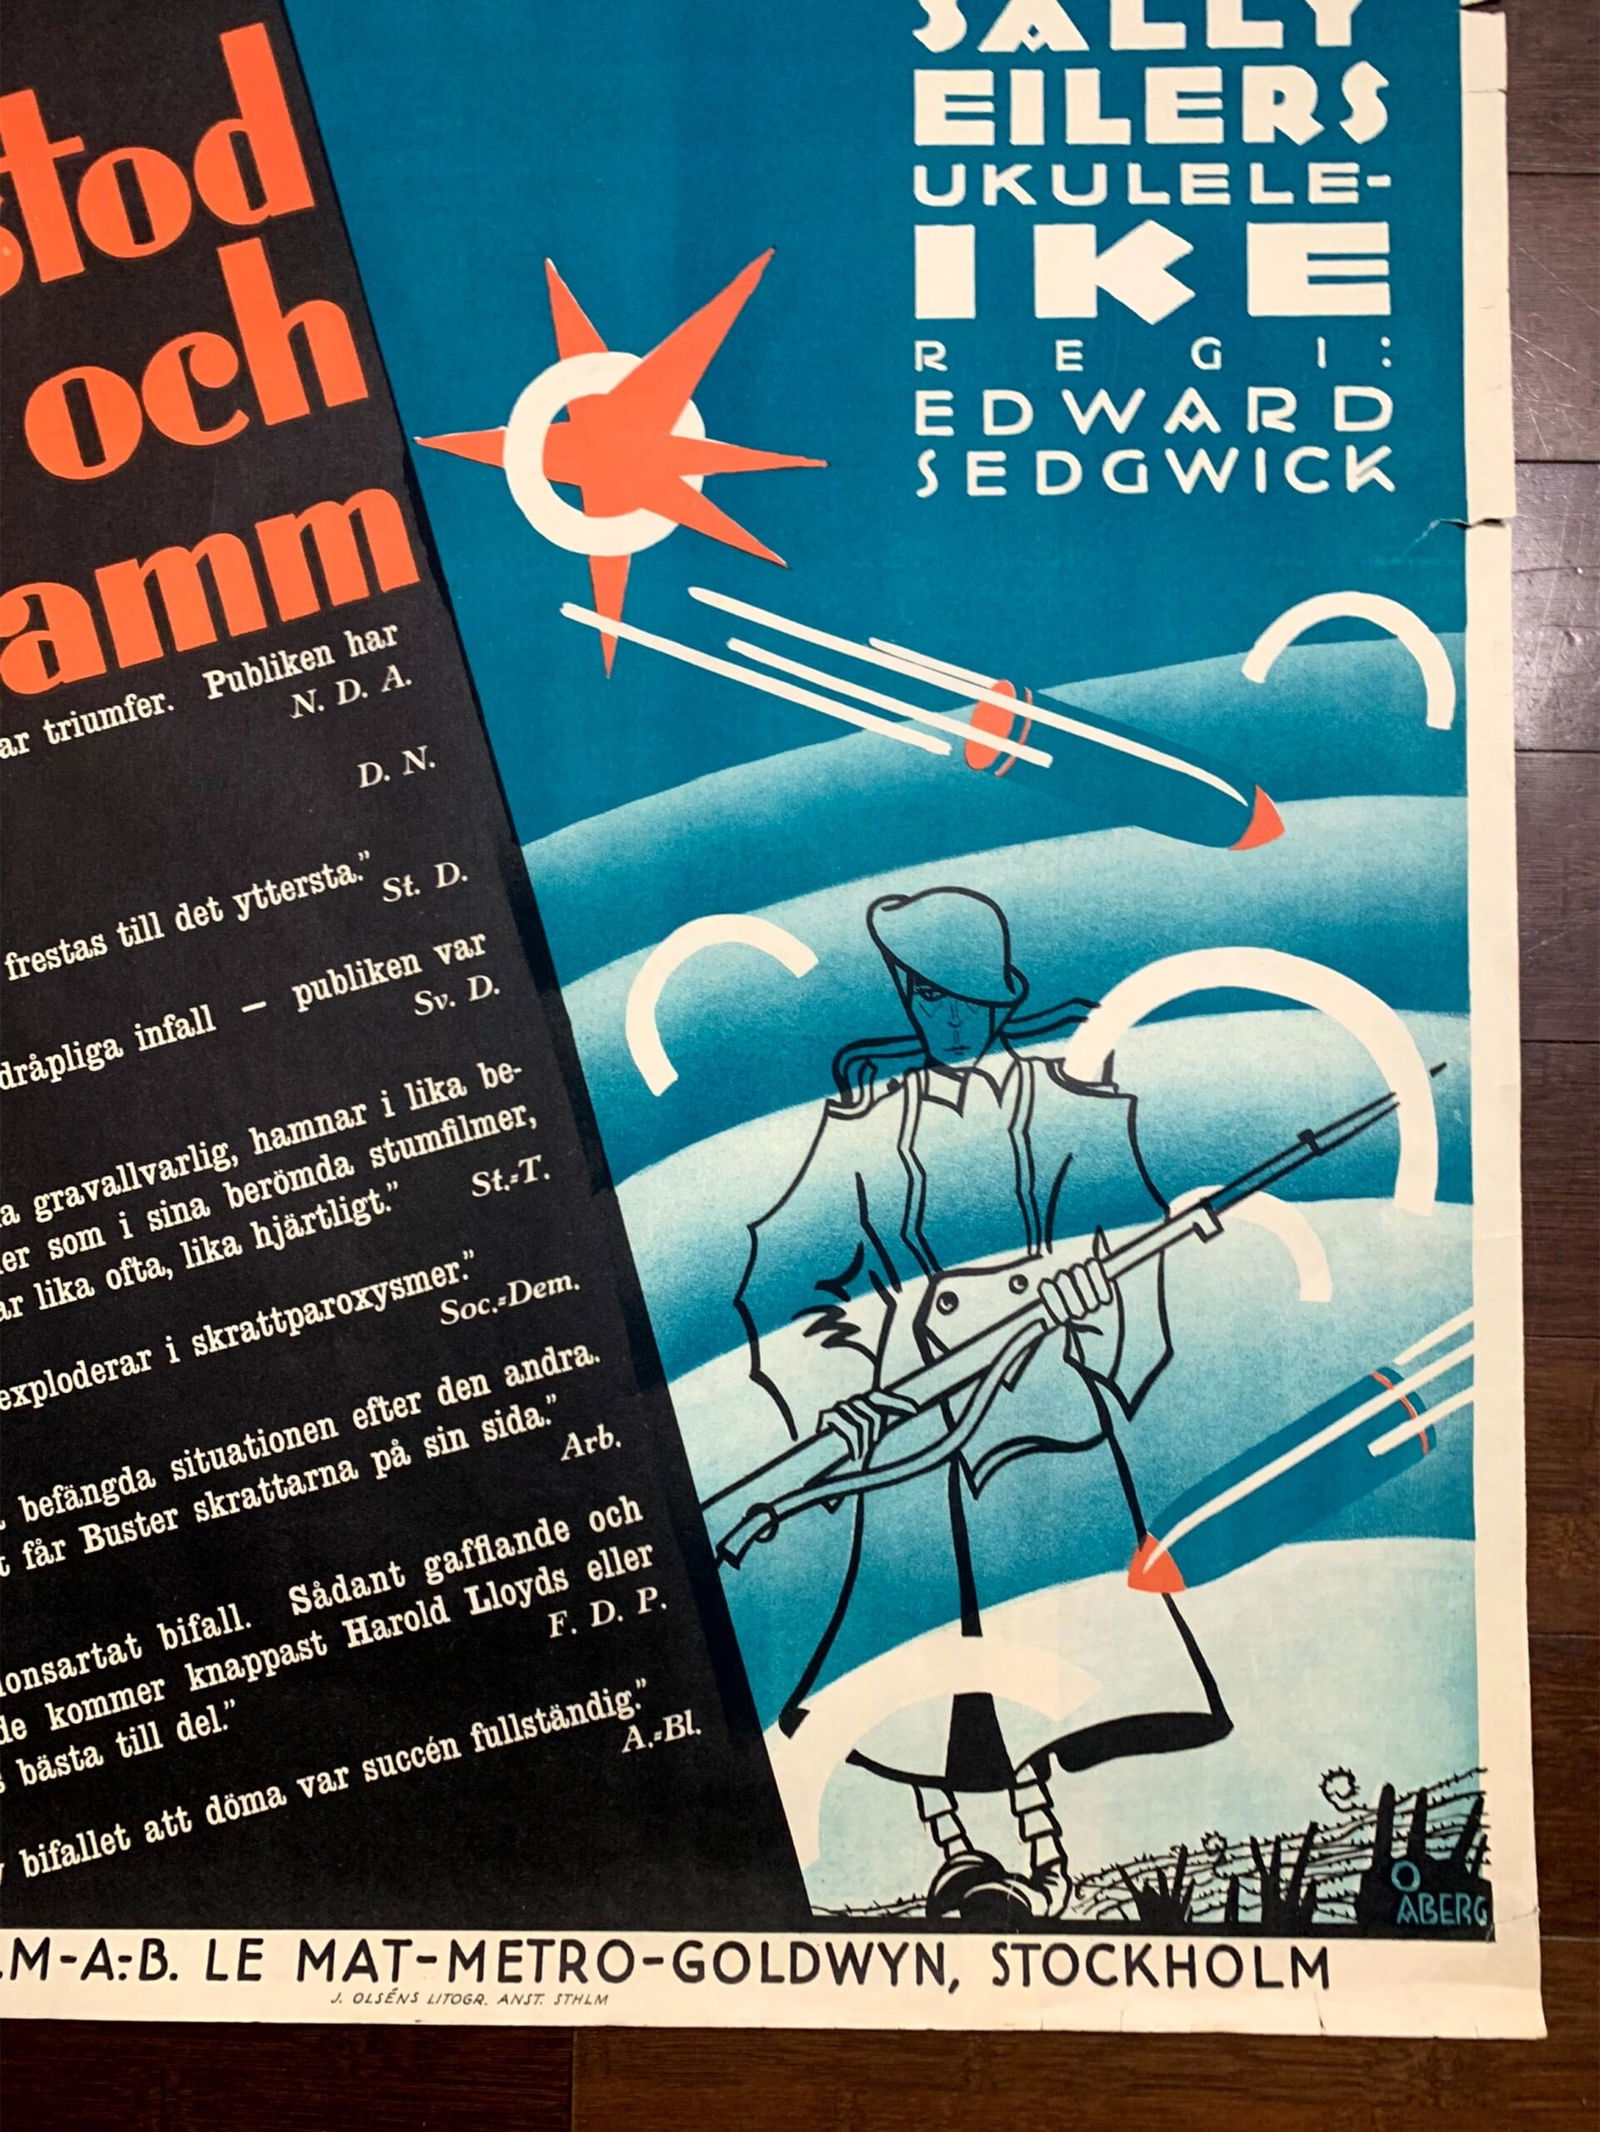 stod
och
amm
ar triumfer. Publiken har
N. D. A.
D. N.
frestas till det yttersta."
St. D.
dråpliga infall — publiken var
Sv. D.
a gravallvarlig, hamnar i lika be-
er som i sina berömda stumfilmer,
ar lika ofta, lika hjärtligt."
St.-T.
exploderar i skrattparoxysmer."
Soc.-Dem.
befängda situationen efter den andra.
t får Buster skrattarna på sin sida."
Arb.
onsartat bifall. Sådant gafflande och
de kommer knappast Harold Lloyds eller
s bästa till del."
F. D. P.
v bifallet att döma var succén fullständig."
A.-Bl.
SALLY
EILERS
UKULELE-
IKE
REGI:
EDWARD
SEDGWICK
O ÅBERG
.M-A.-B. LE MAT-METRO-GOLDWYN, STOCKHOLM
J. OLSÉNS LITOGR. ANST. STHLM